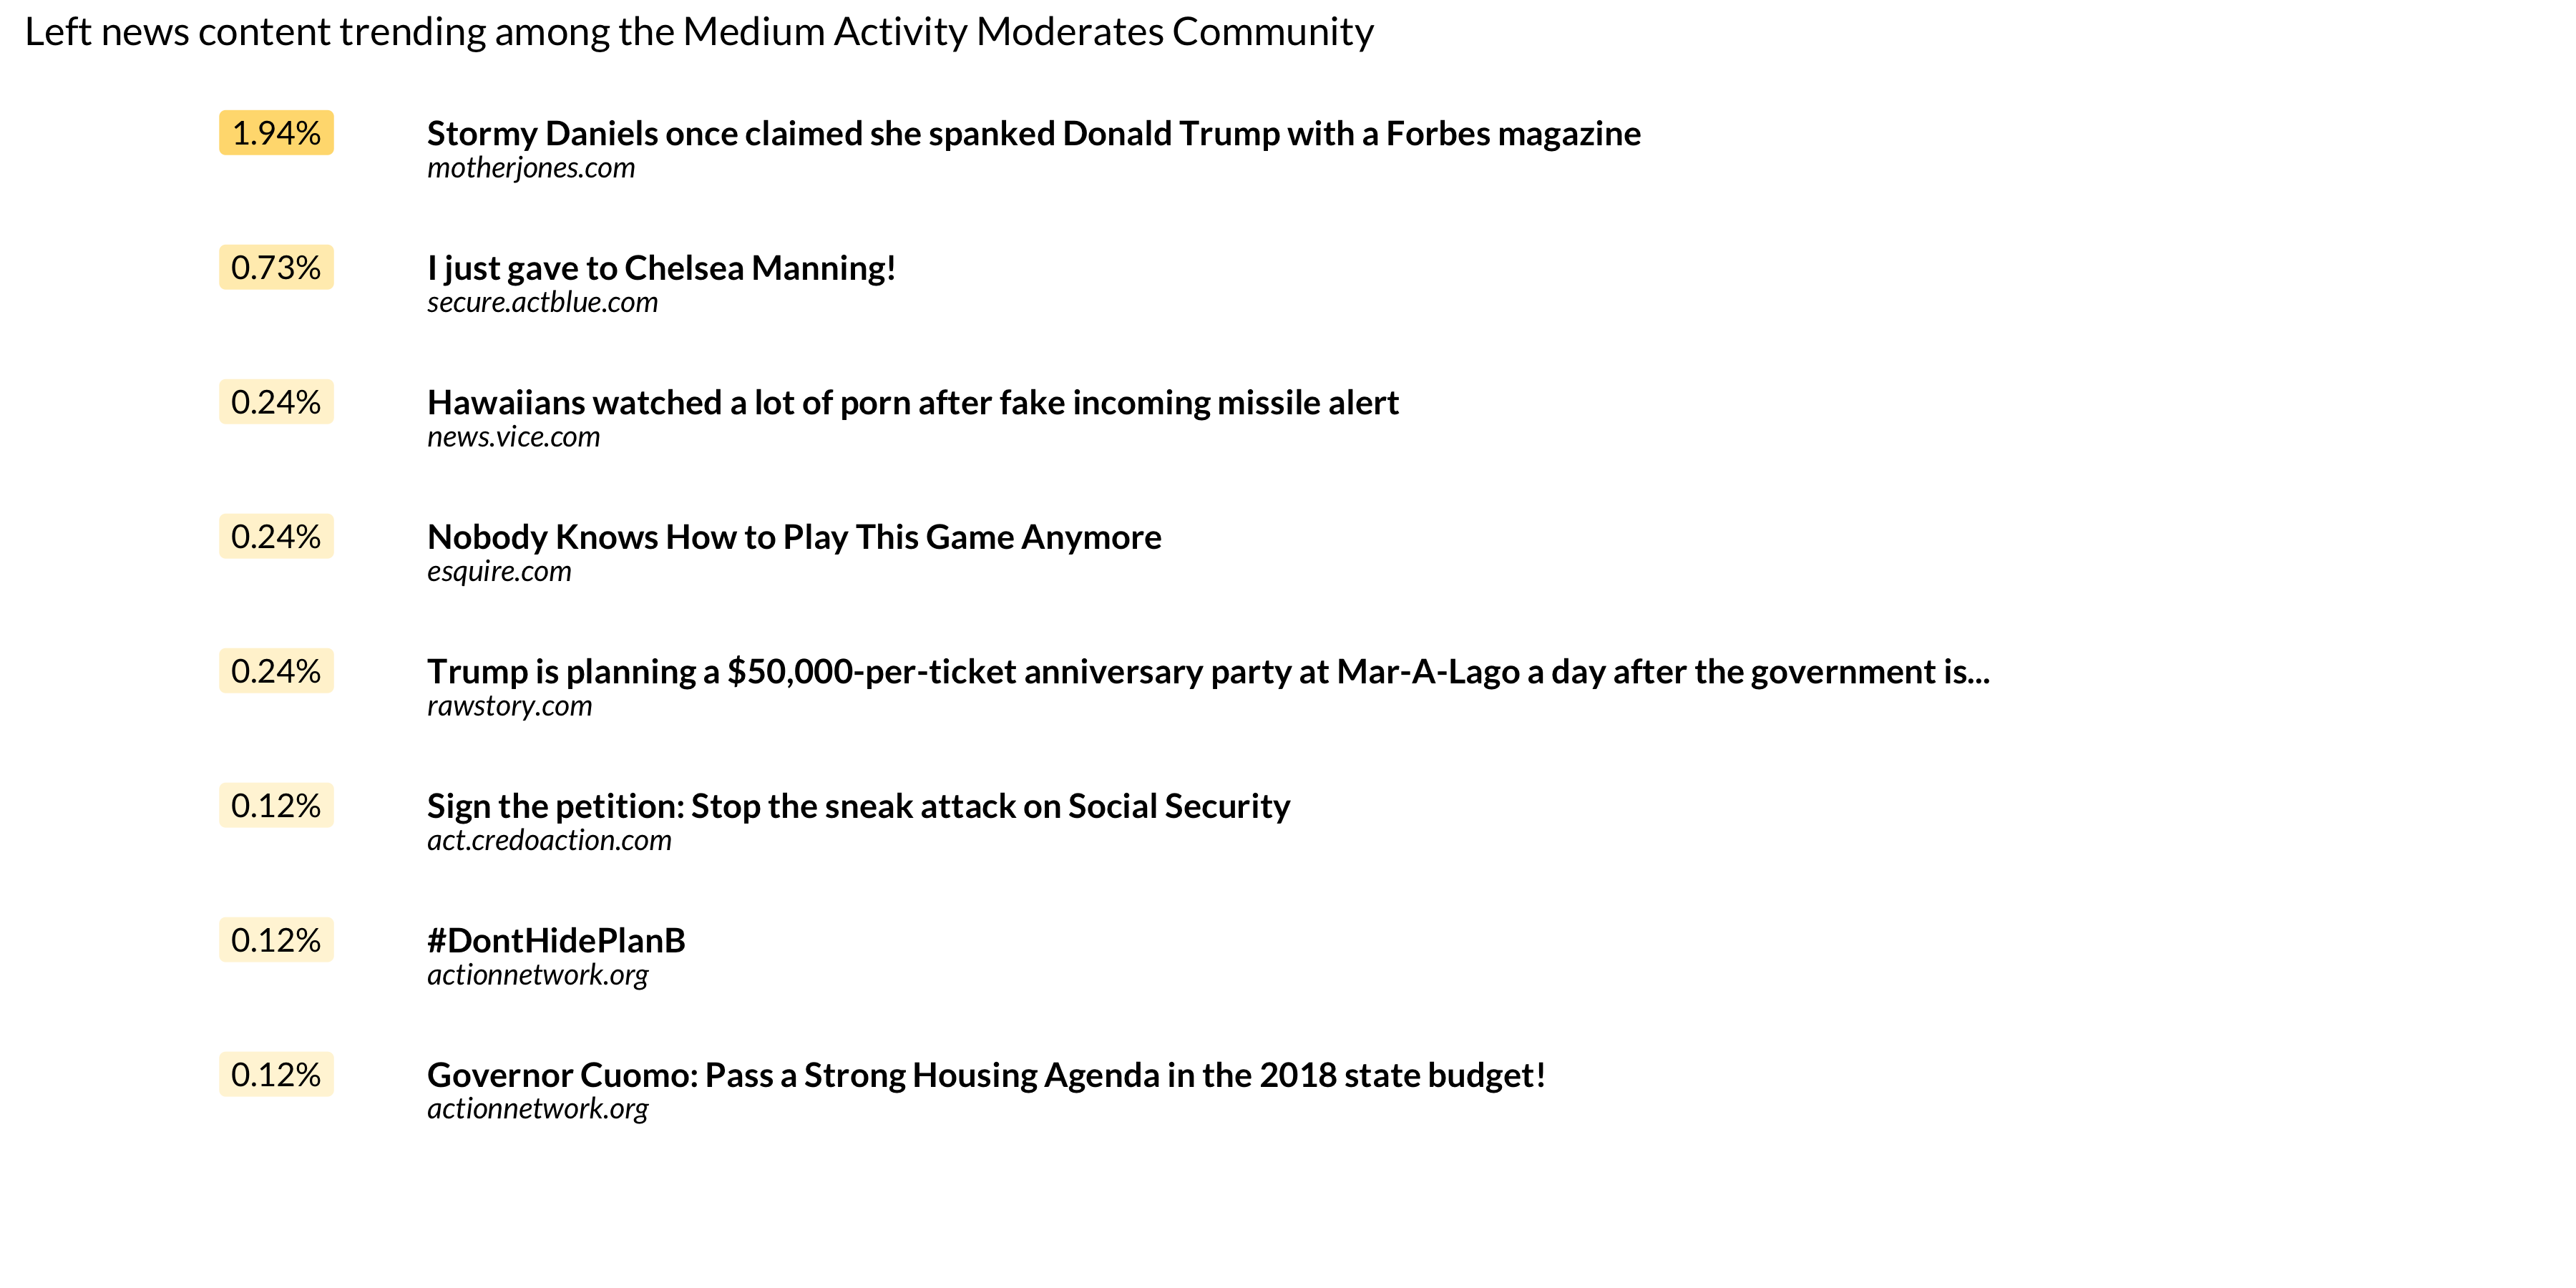 Left news content trending among the Medium Activity Moderates Community
1.94%
Stormy Daniels once claimed she spanked Donald Trump with a Forbes magazine
motherjones.com
0.73%
I just gave to Chelsea Manning!
secure.actblue.com
0.24%
Hawaiians watched a lot of porn after fake incoming missile alert
news.vice.com
0.24%
Nobody Knows How to Play This Game Anymore
esquire.com
0.24%
Trump is planning a $50,000-per-ticket anniversary party at Mar-A-Lago a day after the government is...
rawstory.com
0.12%
Sign the petition: Stop the sneak attack on Social Security
act.credoaction.com
0.12%
#DontHidePlanB
actionnetwork.org
0.12%
Governor Cuomo: Pass a Strong Housing Agenda in the 2018 state budget!
actionnetwork.org